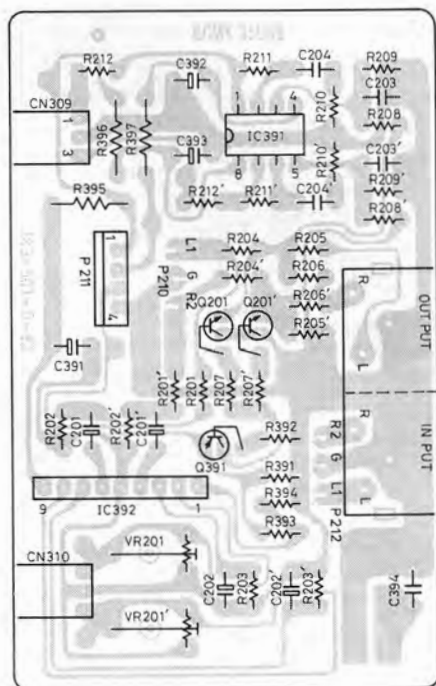 R212
C392
R211
C204
R209
CN309
1
3
R396
R397
1
4
IC391
8
5
R210
C203
R208
C393
R210'
C203'
R395
R212'
R211'
C204'
R209'
R208'
1
P211
4
P210
L1
G
R2
R204
R205
R204'
R206
Q201
Q201'
R206'
R205'
R
OUT PUT
L
C391
R201'
R201
R207
R207'
R202
C201
R202'
C201'
R392
R2
G
L1
P212
R
IN PUT
L
Q391
R391
R394
R393
9
IC392
1
CN310
VR201
VR201'
C202
R203
C202'
R203'
C394